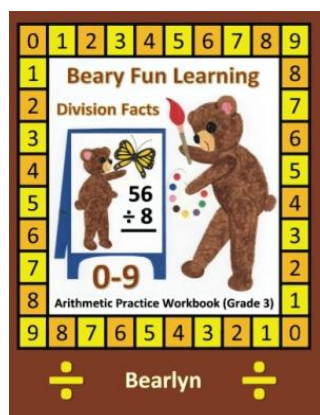 0 1 2 3 4 5 6 7 8 9
1 Beary Fun Learning 8
2 Division Facts 7
3 6
4 56 5
5 ÷ 8 4
6 3
7 0-9 2
8 Arithmetic Practice Workbook (Grade 3) 1
9 8 7 6 5 4 3 2 1 0
÷ Bearlyn ÷